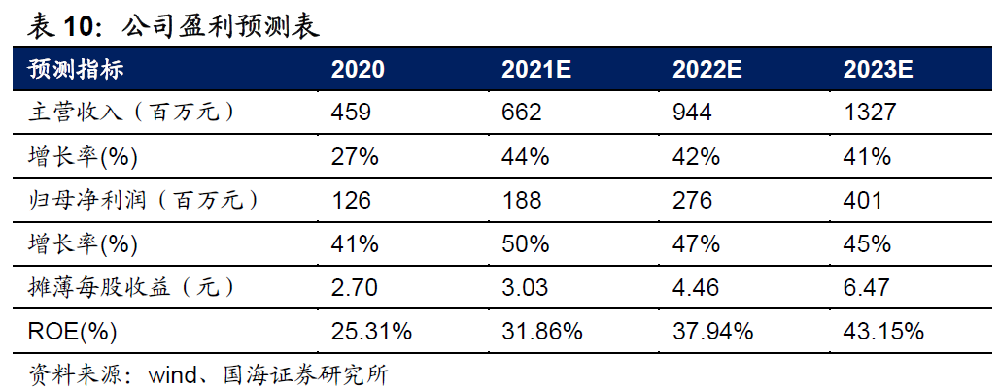 表 10：公司盈利预测表
预测指标 2020 2021E 2022E 2023E
主营收入（百万元） 459 662 944 1327
增长率(%) 27% 44% 42% 41%
归母净利润（百万元） 126 188 276 401
增长率(%) 41% 50% 47% 45%
摊薄每股收益（元） 2.70 3.03 4.46 6.47
ROE(%) 25.31% 31.86% 37.94% 43.15%
资料来源：wind、国海证券研究所